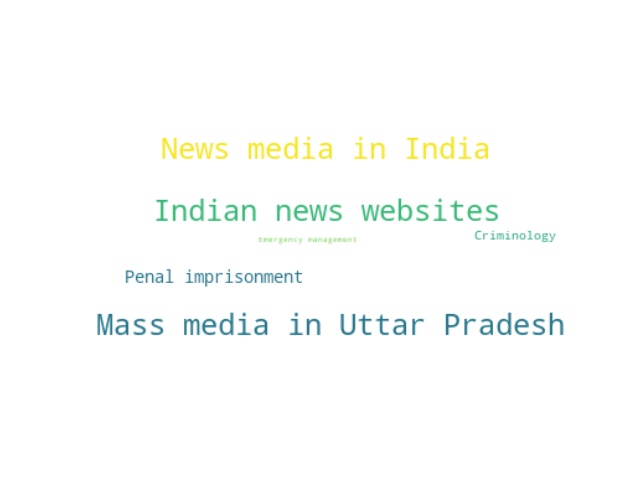 News media in India
Indian news websites
Emergency management
Criminology
Penal imprisonment
Mass media in Uttar Pradesh